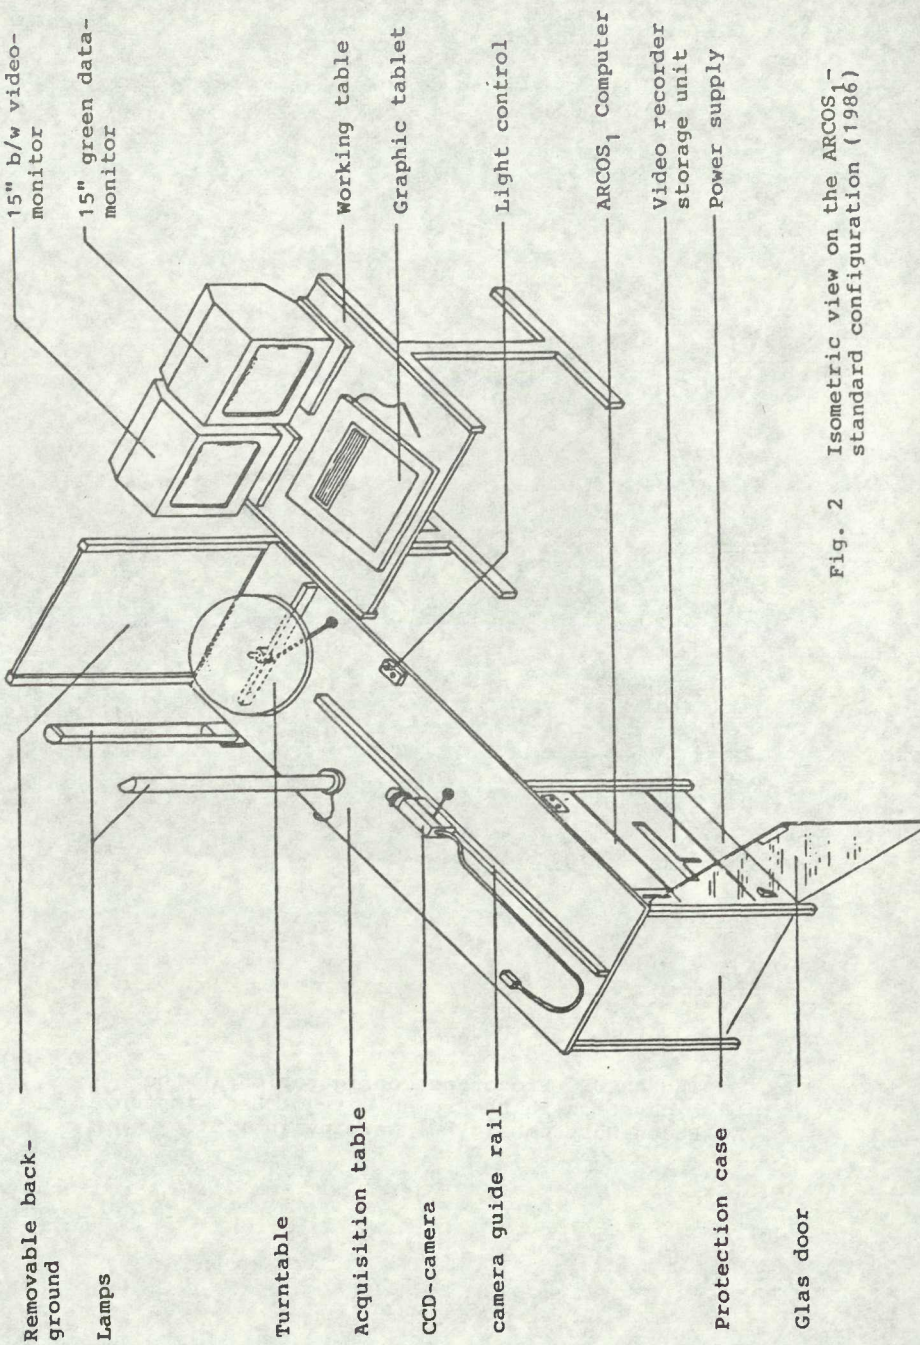 15" b/w video-
monitor
15" green data-
monitor
Working table
Graphic tablet
Light control
ARCOS1 Computer
Video recorder
storage unit
Power supply
Removable back-
ground
Lamps
Turntable
Acquisition table
CCD-camera
camera guide rail
Protection case
Glas door
Fig. 2 Isometric view on the ARCOS1-
standard configuration (1986)